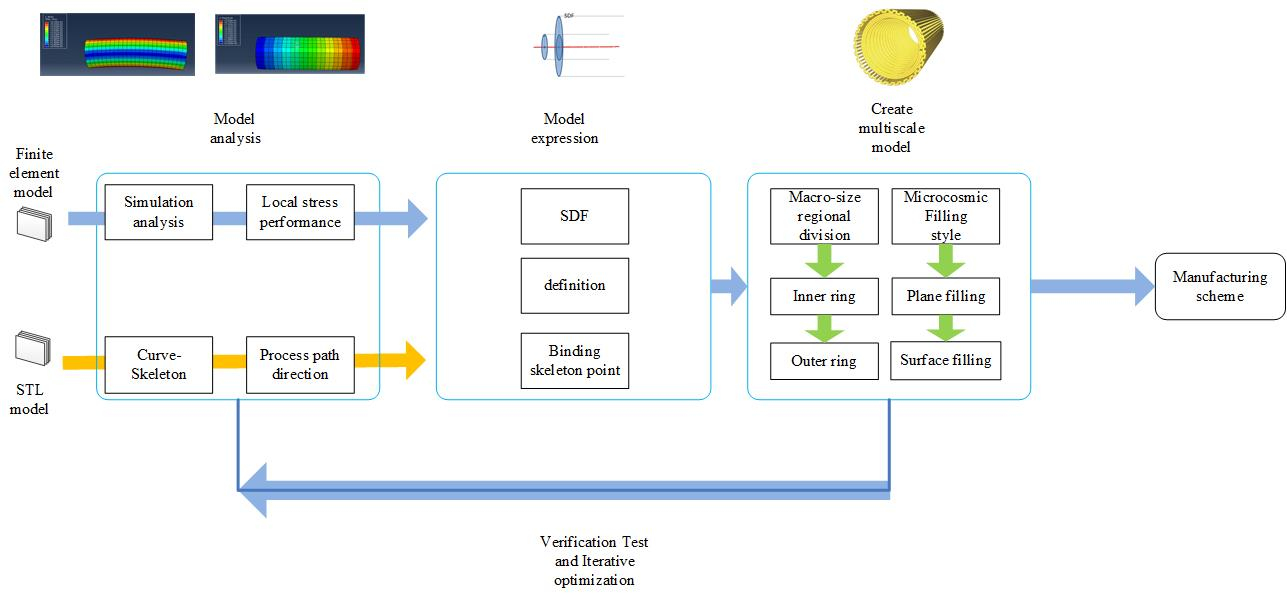 SDF
Model
analysis
Model
expression
Create
multiscale
model
Finite
element
model
Simulation
analysis
Local stress
performance
SDF
Macro-size
regional
division
Microcosmic
Filling
style
definition
Inner ring
Plane filling
Manufacturing
scheme
STL
model
Curve-
Skeleton
Process path
direction
Binding
skeleton point
Outer ring
Surface filling
Verification Test
and Iterative
optimization